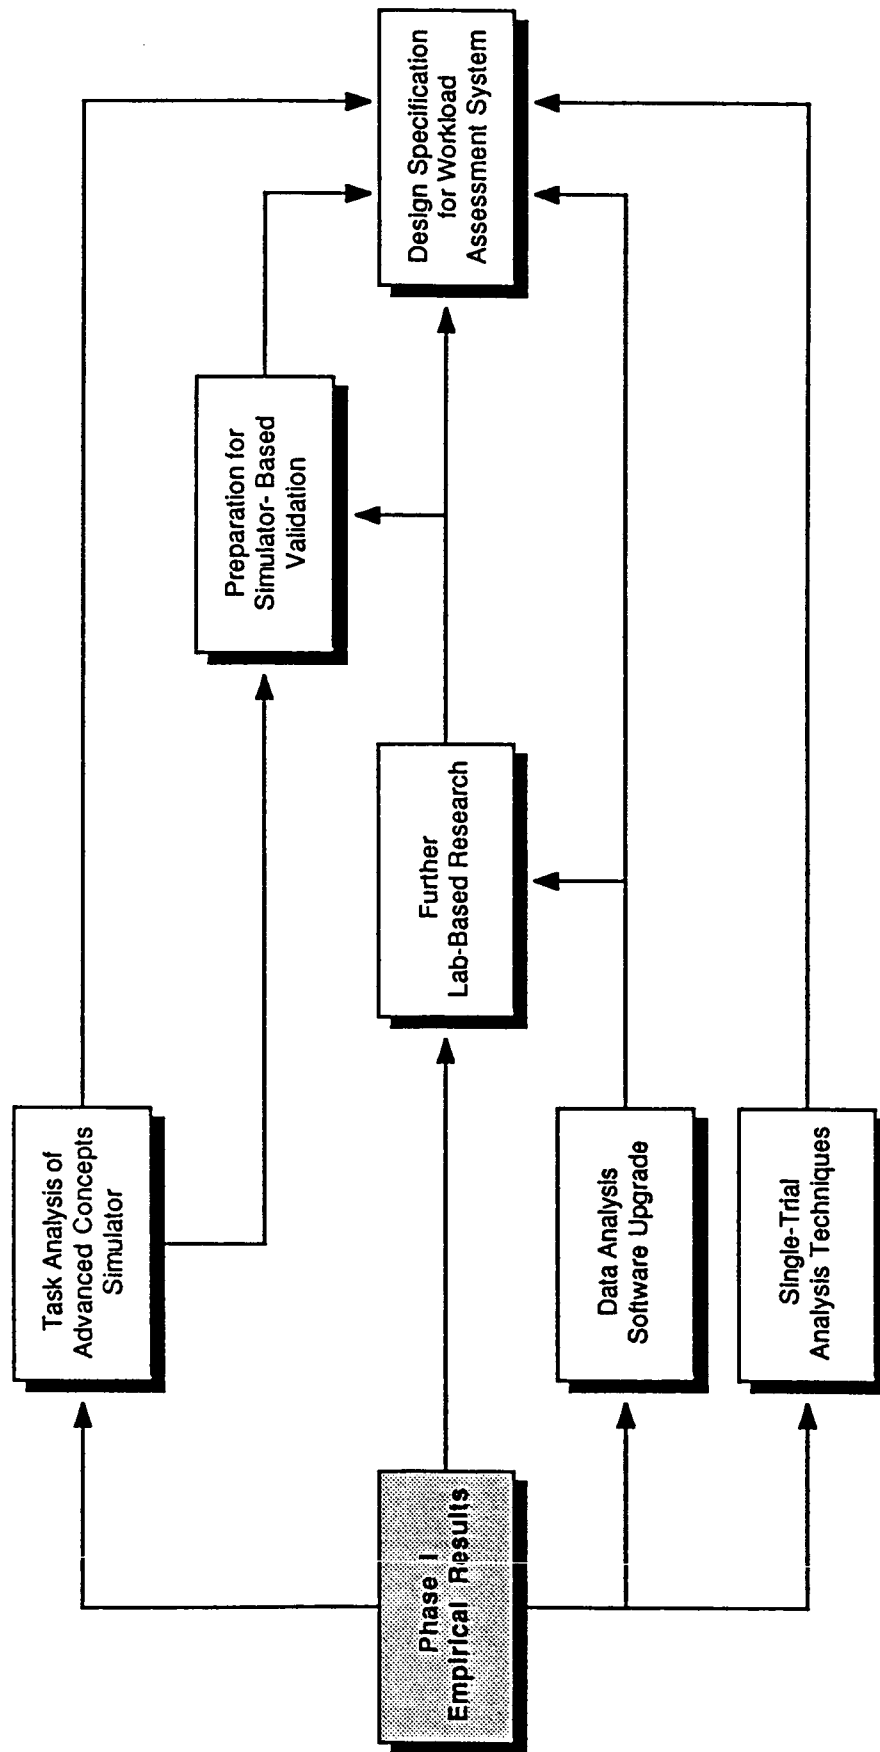 Phase I
Empirical Results
Task Analysis of
Advanced Concepts
Simulator
Further
Lab-Based Research
Data Analysis
Software Upgrade
Single-Trial
Analysis Techniques
Preparation for
Simulator- Based
Validation
Design Specification
for Workload
Assessment System